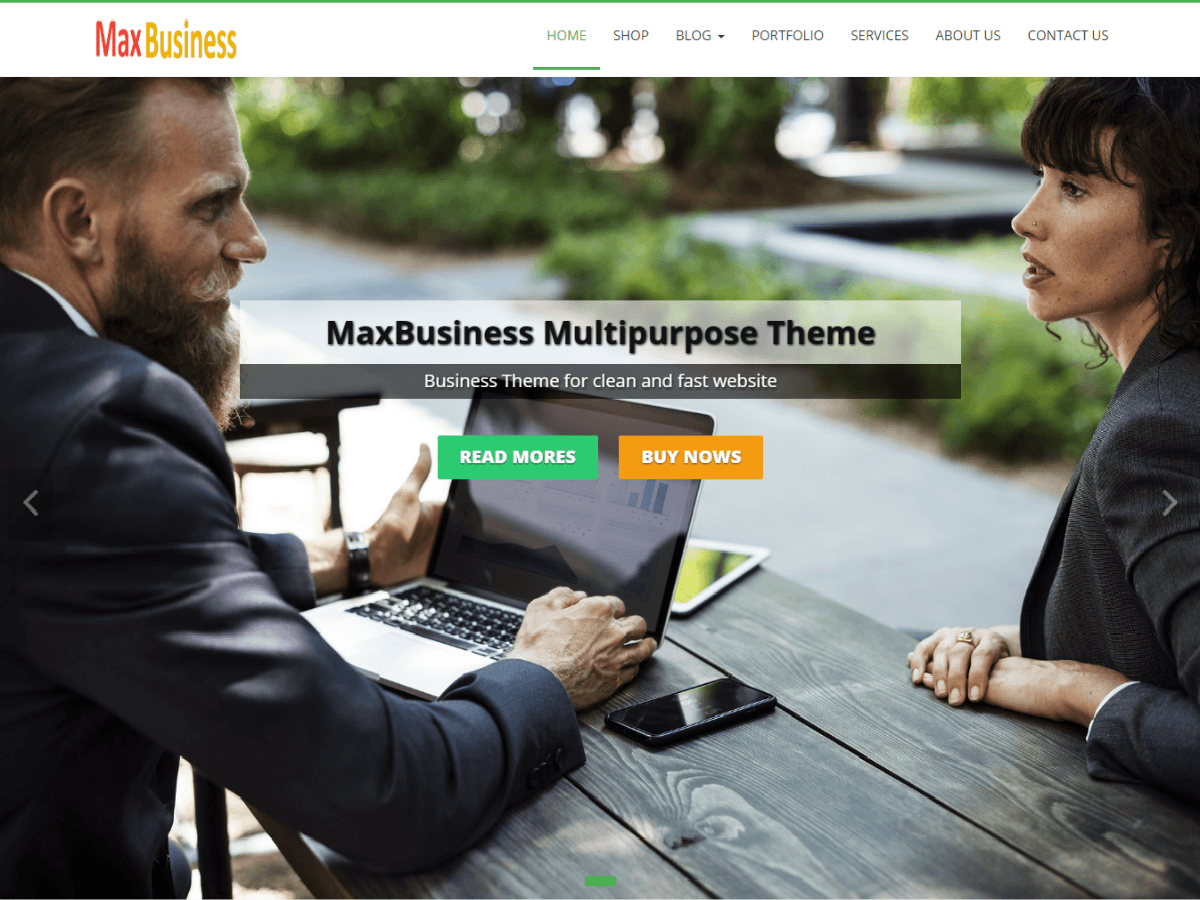 MaxBusiness
HOME SHOP BLOG PORTFOLIO SERVICES ABOUT US CONTACT US
MaxBusiness Multipurpose Theme
Business Theme for clean and fast website
READ MORES BUY NOWS